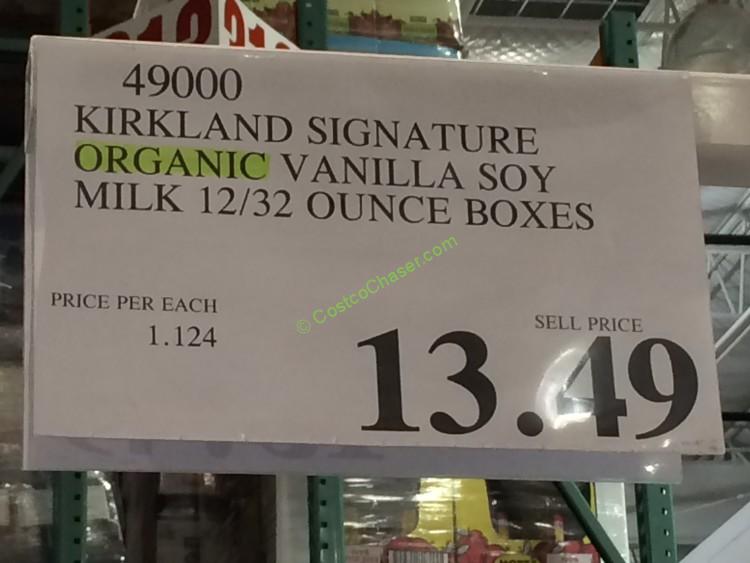 49000
KIRKLAND SIGNATURE
ORGANIC VANILLA SOY
MILK 12/32 OUNCE BOXES
© CostcoChaser.com
PRICE PER EACH
1.124
SELL PRICE
13.49